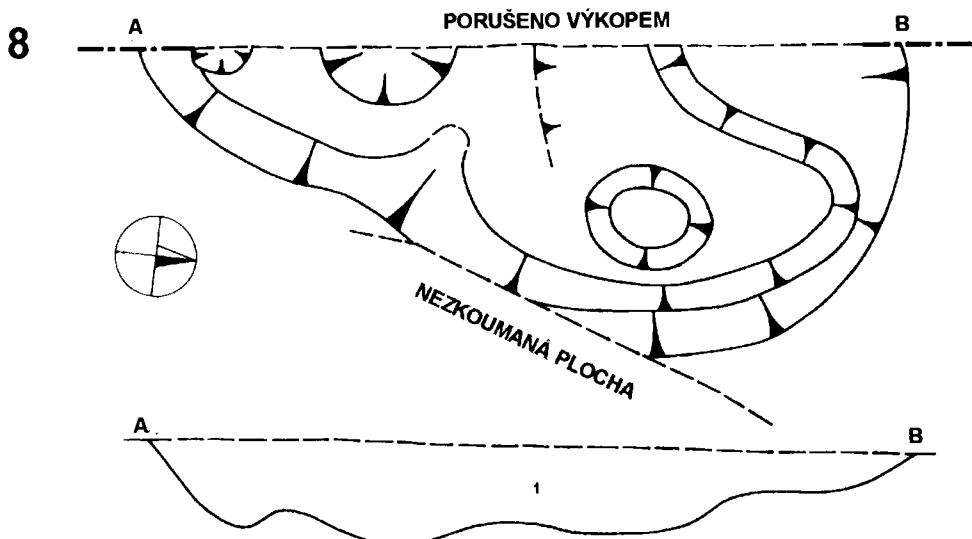 8
A PORUŠENO VÝKOPEM B
NEZKOUMANÁ PLOCHA
A B
1